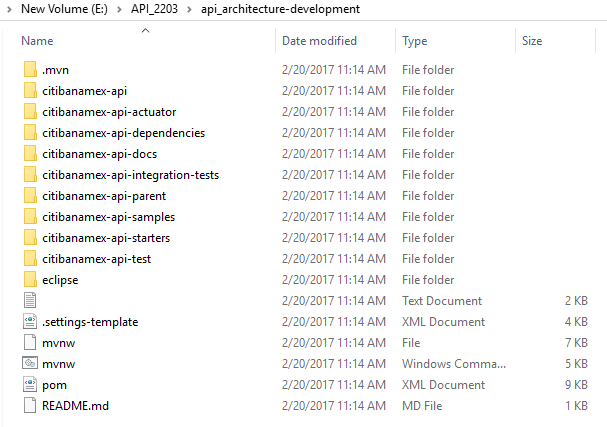 New Volume (E:) > API_2203 > api_architecture-development
Name Date modified Type Size
.mvn 2/20/2017 11:14 AM File folder
citibanamex-api 2/20/2017 11:14 AM File folder
citibanamex-api-actuator 2/20/2017 11:14 AM File folder
citibanamex-api-dependencies 2/20/2017 11:14 AM File folder
citibanamex-api-docs 2/20/2017 11:14 AM File folder
citibanamex-api-integration-tests 2/20/2017 11:14 AM File folder
citibanamex-api-parent 2/20/2017 11:14 AM File folder
citibanamex-api-samples 2/20/2017 11:14 AM File folder
citibanamex-api-starters 2/20/2017 11:14 AM File folder
citibanamex-api-test 2/20/2017 11:14 AM File folder
eclipse 2/20/2017 11:14 AM File folder
2/20/2017 11:14 AM Text Document 2 KB
.settings-template 2/20/2017 11:14 AM XML Document 4 KB
mvnw 2/20/2017 11:14 AM File 7 KB
mvnw 2/20/2017 11:14 AM Windows Comma... 5 KB
pom 2/20/2017 11:14 AM XML Document 9 KB
README.md 2/20/2017 11:14 AM MD File 1 KB